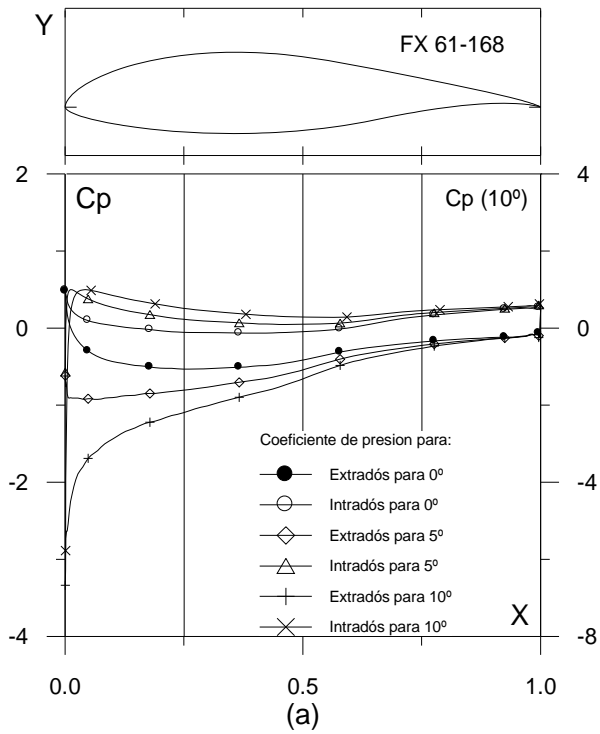 Y
FX 61-168
2
4
Cp
Cp (10º)
0
0
Coeficiente de presion para:
Extradós para 0º
-2
-4
Intradós para 0º
Extradós para 5º
Intradós para 5º
Extradós para 10º
Intradós para 10º
X
-4
-8
0.0
0.5
1.0
(a)